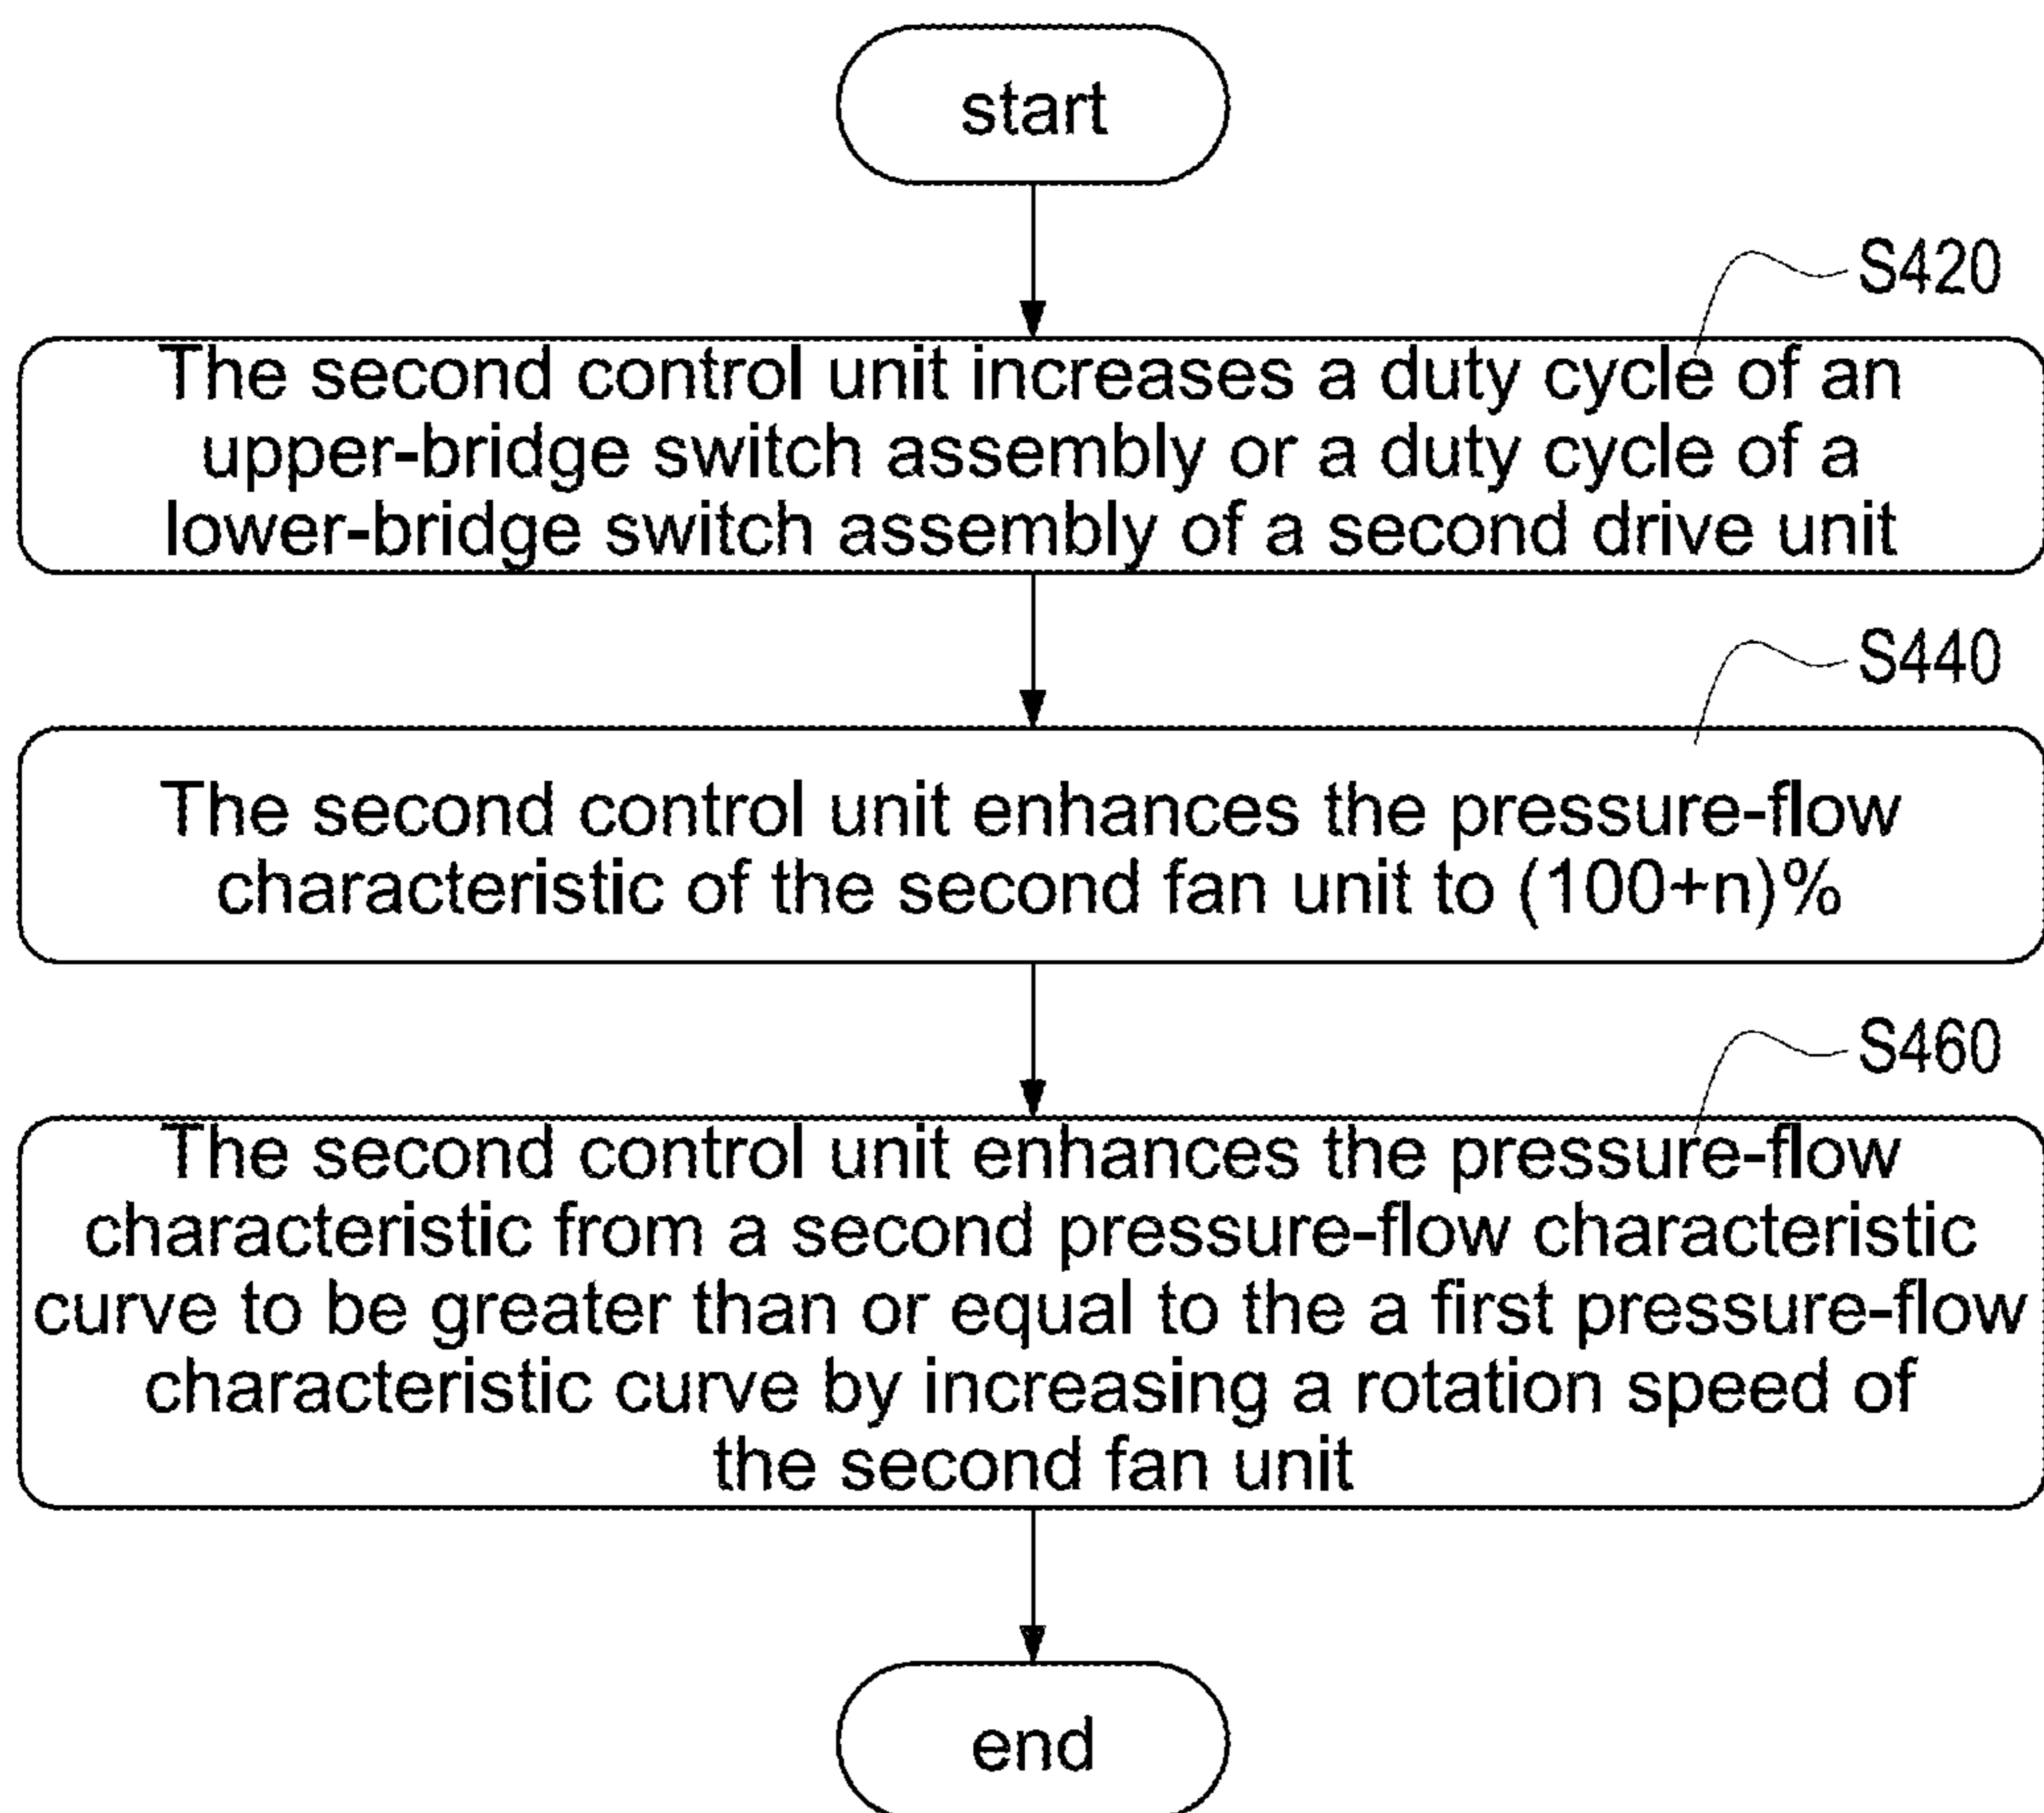 start
S420
The second control unit increases a duty cycle of an
upper-bridge switch assembly or a duty cycle of a
lower-bridge switch assembly of a second drive unit
S440
The second control unit enhances the pressure-flow
characteristic of the second fan unit to (100+n)%
S460
The second control unit enhances the pressure-flow
characteristic from a second pressure-flow characteristic
curve to be greater than or equal to the a first pressure-flow
characteristic curve by increasing a rotation speed of
the second fan unit
end